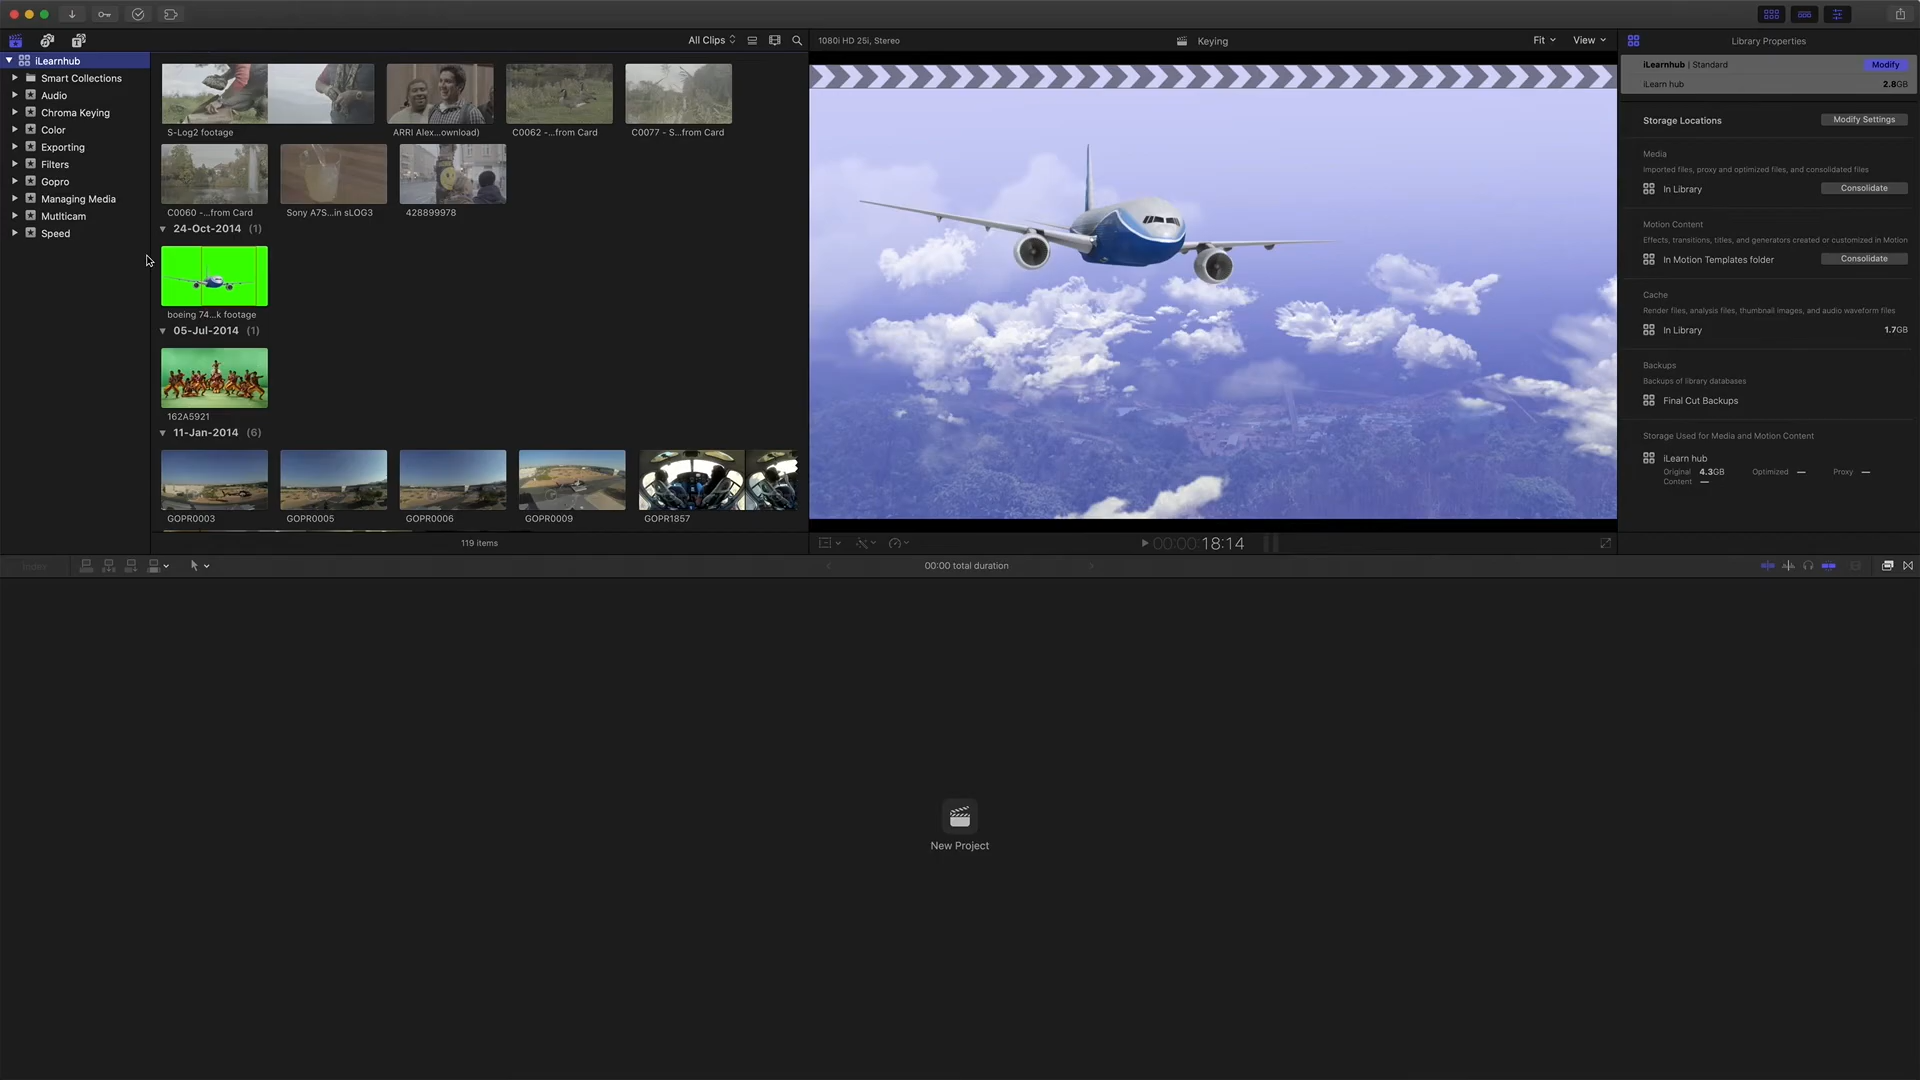 All Clips
1080i HD 25i, Stereo
Keying
Fit
View
Library Properties
iLearnhub
Smart Collections
Audio
Chroma Keying
Color
Exporting
Filters
Gopro
Managing Media
Mutlticam
Speed
S-Log2 footage
ARRI Alex...ownload)
C0062 -...from Card
C0077 - S...from Card
C0060 -...from Card
Sony A7S...in sLOG3
428899978
24-Oct-2014 (1)
boeing 74...k footage
05-Jul-2014 (1)
162A5921
11-Jan-2014 (6)
GOPR0003
GOPR0005
GOPR0006
GOPR0009
GOPR1857
119 items
00:00:18:14
iLearnhub | Standard
Modify
iLearn hub
2.8GB
Storage Locations
Modify Settings
Media
Imported files, proxy and optimized files, and consolidated files
In Library
Consolidate
Motion Content
Effects, transitions, titles, and generators created or customized in Motion
In Motion Templates folder
Consolidate
Cache
Render files, analysis files, thumbnail images, and audio waveform files
In Library
1.7GB
Backups
Backups of library databases
Final Cut Backups
Storage Used for Media and Motion Content
iLearn hub
Original 4.3GB
Optimized —
Proxy —
Content —
Index
00:00 total duration
New Project